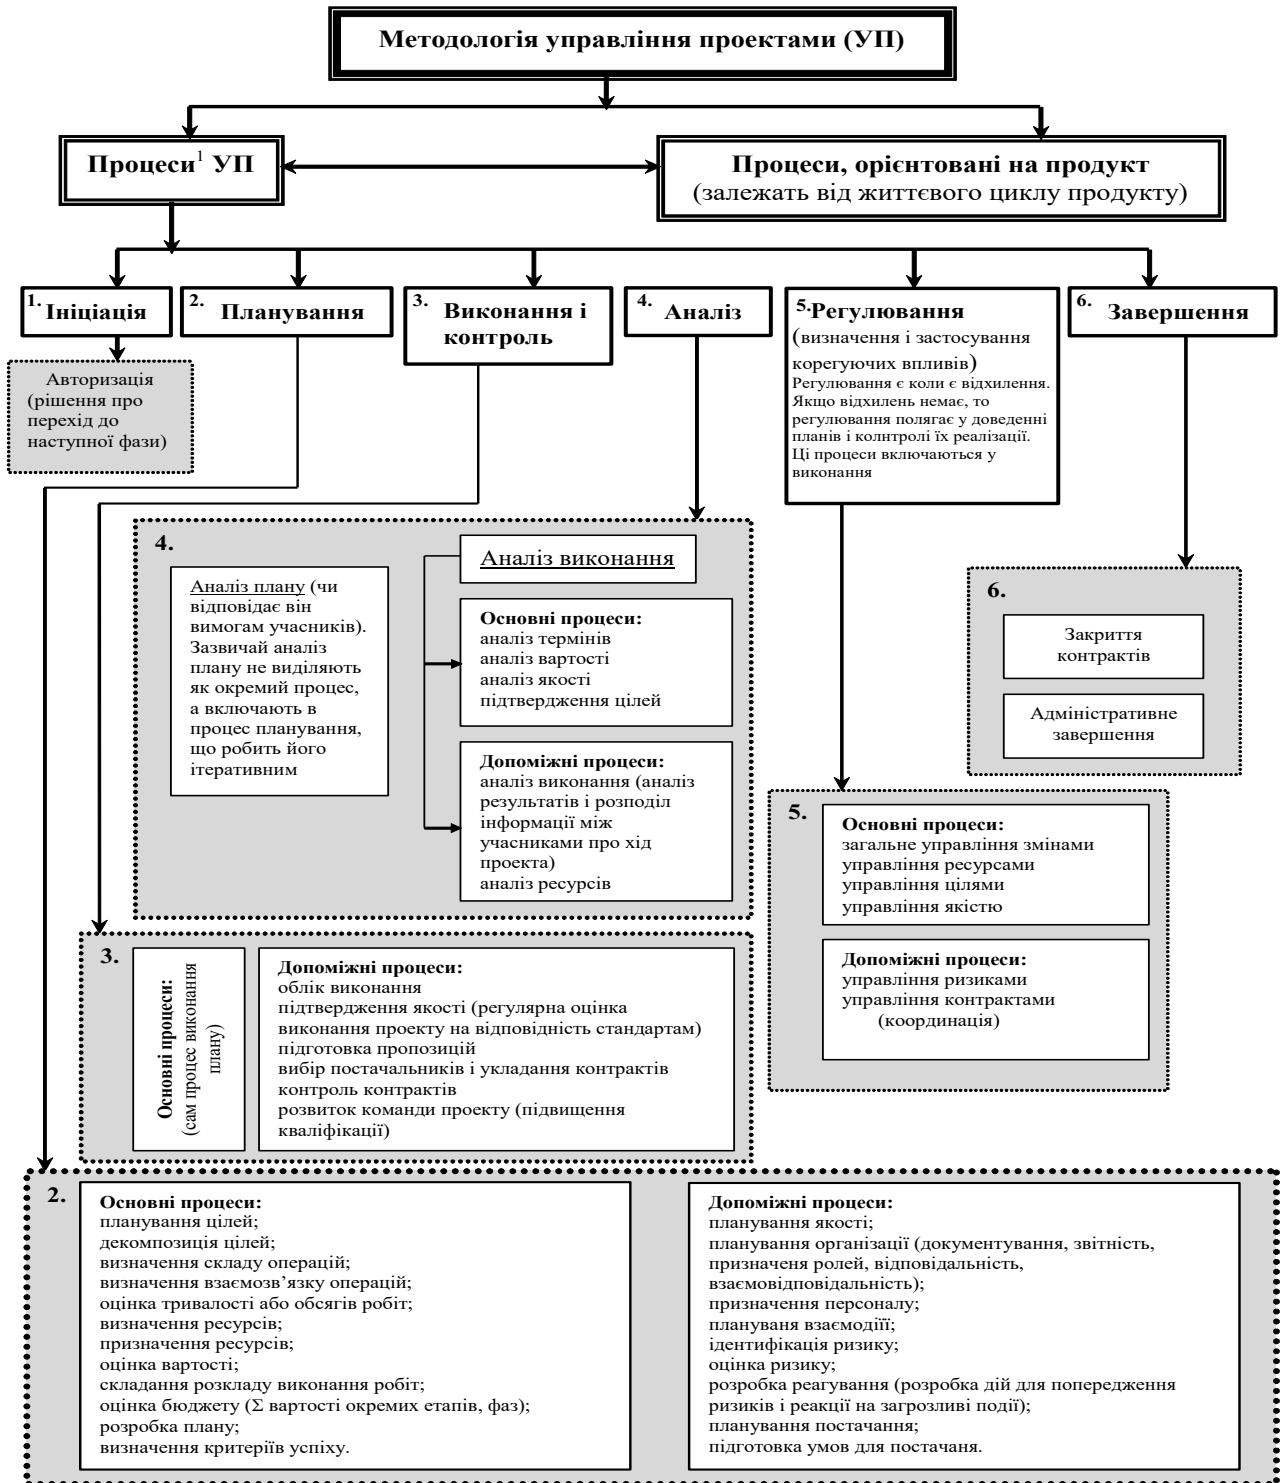 Методологія управління проектами (УП)
Процеси¹ УП
Процеси, орієнтовані на продукт
(залежать від життєвого циклу продукту)
1. Ініціація
2. Планування
3. Виконання і
контроль
4. Аналіз
5. Регулювання
(визначення і застосування
корегуючих впливів)
Регулювання є коли є відхилення.
Якщо відхилень немає, то
регулювання полягає у доведенні
планів і колнтролі їх реалізації.
Ці процеси включаються у
виконання
6. Завершення
Авторизація
(рішення про
перехід до
наступної фази)
4.
Аналіз плану (чи
відповідає він
вимогам учасників).
Зазвичай аналіз
плану не виділяють
як окремий процес,
а включають в
процес планування,
що робить його
ітеративним
Аналіз виконання
Основні процеси:
аналіз термінів
аналіз вартості
аналіз якості
підтвердження цілей
Допоміжні процеси:
аналіз виконання (аналіз
результатів і розподіл
інформації між
учасниками про хід
проекта)
аналіз ресурсів
6.
Закриття
контрактів
Адміністративне
завершення
5.
Основні процеси:
загальне управління змінами
управління ресурсами
управління цілями
управління якістю
Допоміжні процеси:
управління ризиками
управління контрактами
(координація)
3.
Основні процеси:
(сам процес виконання
плану)
Допоміжні процеси:
облік виконання
підтвердження якості (регулярна оцінка
виконання проекту на відповідність стандартам)
підготовка пропозицій
вибір постачальників і укладання контрактів
контроль контрактів
розвиток команди проекту (підвищення
кваліфікації)
2.
Основні процеси:
планування цілей;
декомпозиція цілей;
визначення складу операцій;
визначення взаємозв’язку операцій;
оцінка тривалості або обсягів робіт;
визначення ресурсів;
призначення ресурсів;
оцінка вартості;
складання розкладу виконання робіт;
оцінка бюджету (Σ вартості окремих етапів, фаз);
розробка плану;
визначення критеріїв успіху.
Допоміжні процеси:
планування якості;
планування організації (документування, звітність,
призначеня ролей, відповідальність,
взаємовідповідальність);
призначення персоналу;
плануваня взаємодіїї;
ідентифікація ризику;
оцінка ризику;
розробка реагування (розробка дій для попередження
ризиків і реакції на загрозливі події);
планування постачання;
підготовка умов для постачаня.